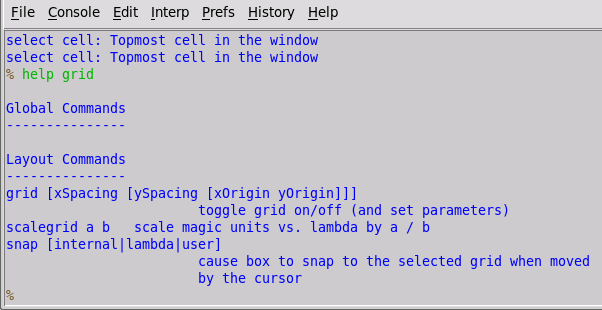 File Console Edit Interp Prefs History Help
select cell: Topmost cell in the window
select cell: Topmost cell in the window
% help grid
Global Commands
---------------
Layout Commands
---------------
grid [xSpacing [ySpacing [xOrigin yOrigin]]]
toggle grid on/off (and set parameters)
scalegrid a b   scale magic units vs. lambda by a / b
snap [internal|lambda|user]
cause box to snap to the selected grid when moved
by the cursor
%